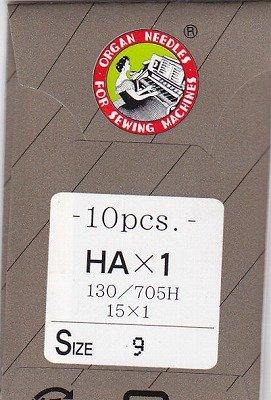 ORGAN NEEDLES
FOR SEWING MACHINES
®
-10pcs.-
HA×1
130/705H
15×1
SIZE 9